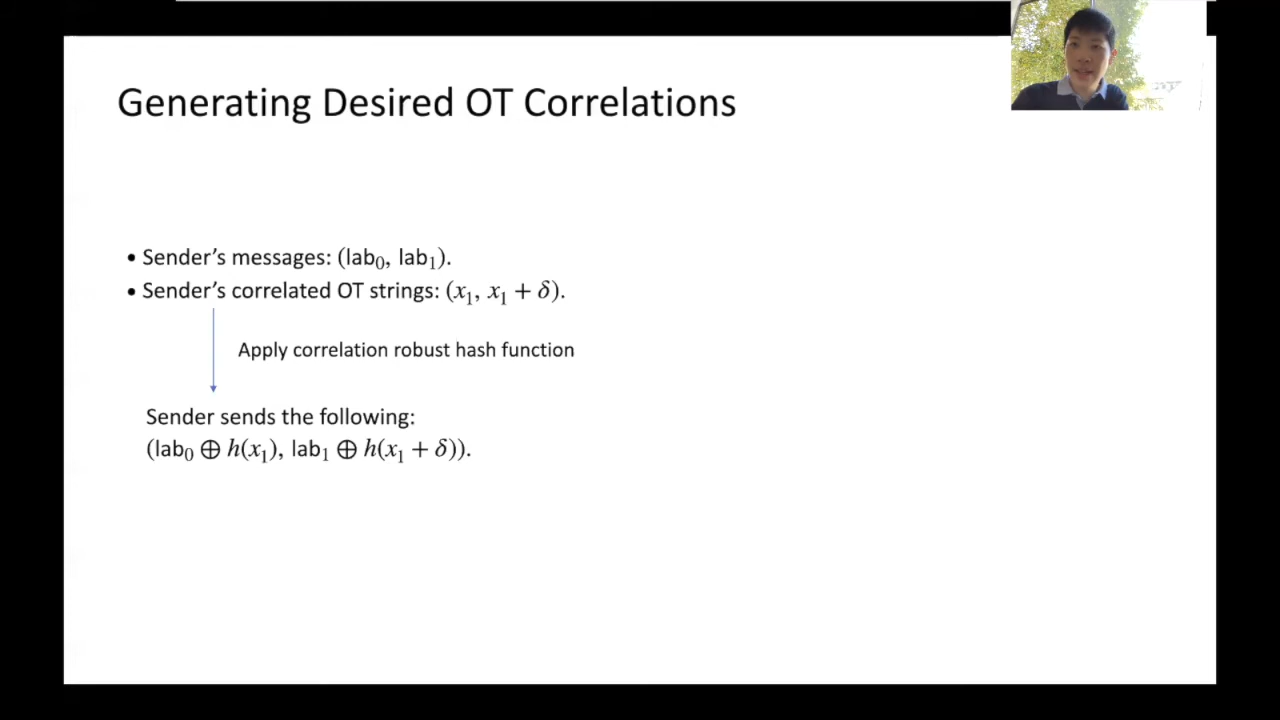 Generating Desired OT Correlations
• Sender’s messages: (lab₀, lab₁).
• Sender’s correlated OT strings: (x₁, x₁ + δ).
Apply correlation robust hash function
Sender sends the following:
(lab₀ ⊕ h(x₁), lab₁ ⊕ h(x₁ + δ)).